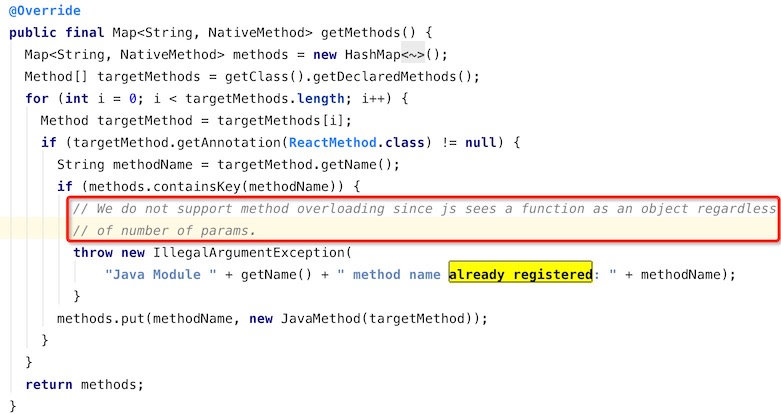 @Override
public final Map<String, NativeMethod> getMethods() {
Map<String, NativeMethod> methods = new HashMap<~>();
Method[] targetMethods = getClass().getDeclaredMethods();
for (int i = 0; i < targetMethods.length; i++) {
Method targetMethod = targetMethods[i];
if (targetMethod.getAnnotation(ReactMethod.class) != null) {
String methodName = targetMethod.getName();
if (methods.containsKey(methodName)) {
// We do not support method overloading since js sees a function as an object regardless
// of number of params.
throw new IllegalArgumentException(
"Java Module " + getName() + " method name already registered: " + methodName);
}
methods.put(methodName, new JavaMethod(targetMethod));
}
}
return methods;
}